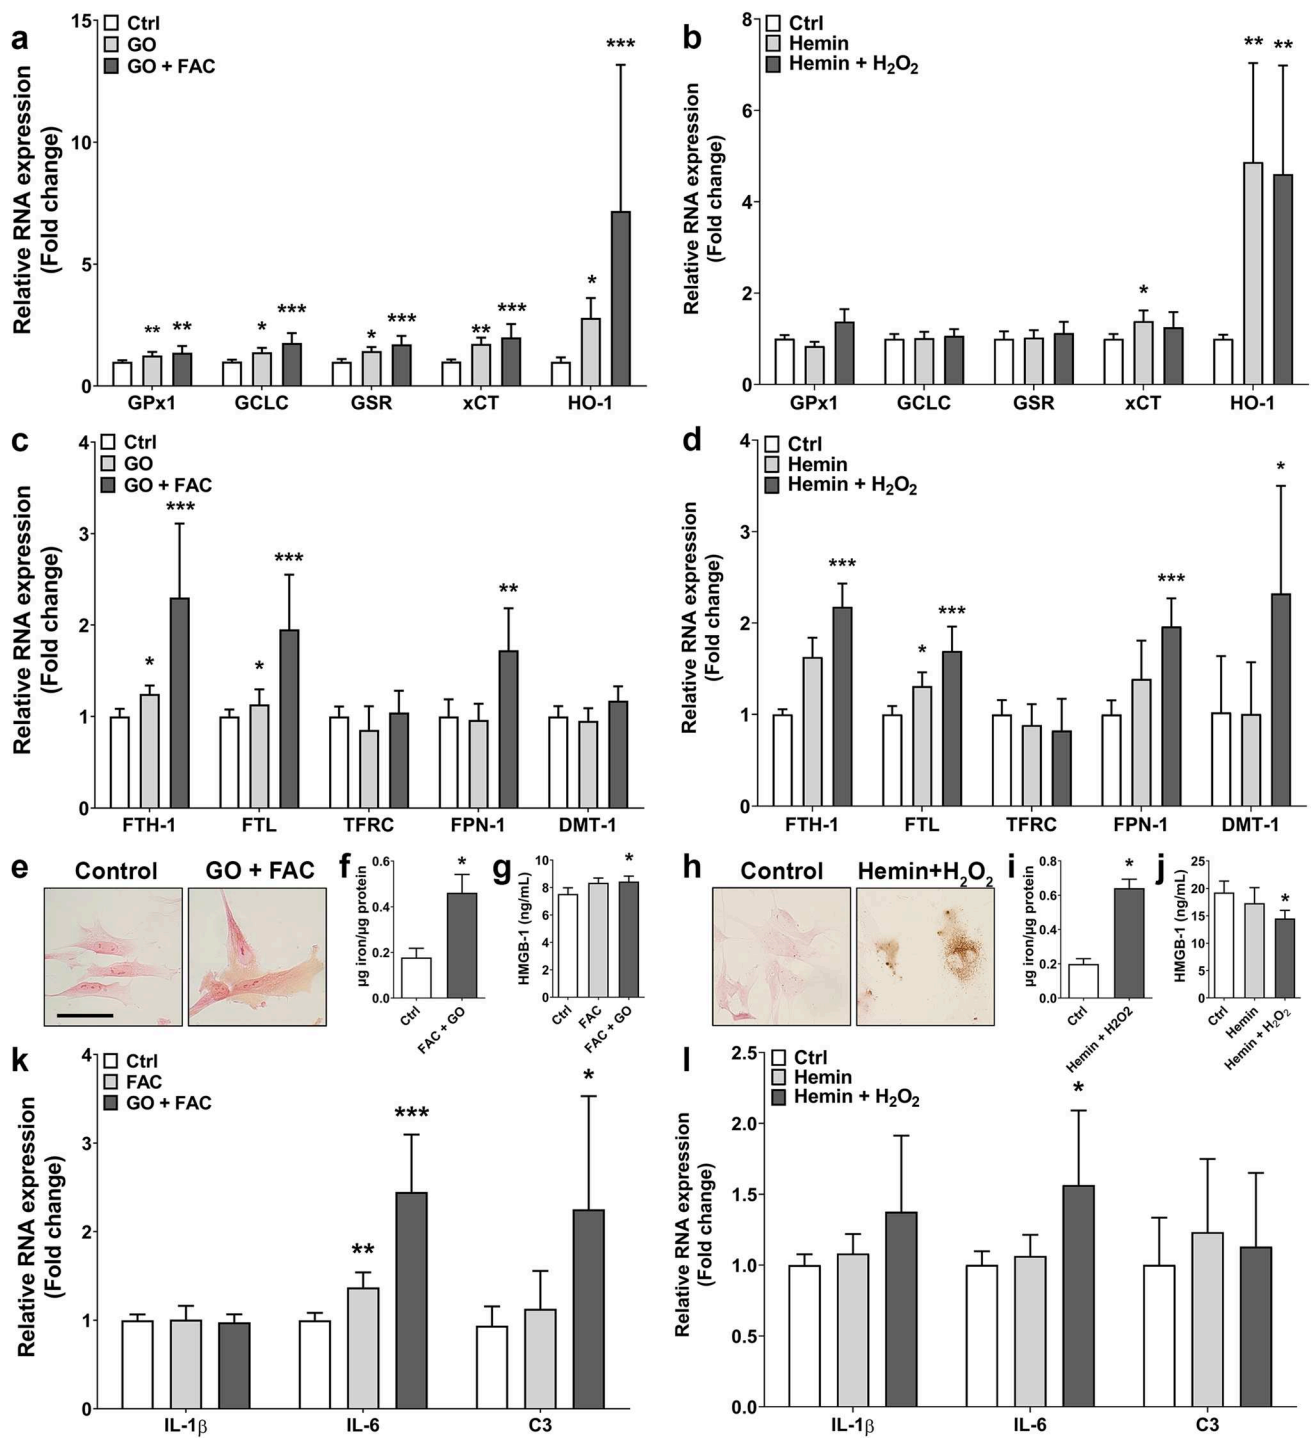 a
Relative RNA expression
(Fold change)
15
10
5
0
Ctrl
GO
GO + FAC
** ** * *** * *** ** *** * ***
GPx1 GCLC GSR xCT HO-1
b
Relative RNA expression
(Fold change)
8
6
4
2
0
Ctrl
Hemin
Hemin + H₂O₂
* ** **
GPx1 GCLC GSR xCT HO-1
c
Relative RNA expression
(Fold change)
4
3
2
1
0
Ctrl
GO
GO + FAC
* *** * *** **
FTH-1 FTL TFRC FPN-1 DMT-1
d
Relative RNA expression
(Fold change)
4
3
2
1
0
Ctrl
Hemin
Hemin + H₂O₂
*** * *** *** *
FTH-1 FTL TFRC FPN-1 DMT-1
e
Control GO + FAC
f
µg iron/µg protein
0.6
0.4
0.2
0.0
*
Ctrl
FAC + GO
g
HMGB-1 (ng/mL)
10
8
6
4
2
0
*
Ctrl
FAC
FAC + GO
h
Control Hemin+H₂O₂
i
µg iron/µg protein
0.8
0.6
0.4
0.2
0.0
*
Ctrl
Hemin + H2O2
j
HMGB-1 (ng/mL)
25
20
15
10
5
0
*
Ctrl
Hemin
Hemin + H₂O₂
k
Relative RNA expression
(Fold change)
4
3
2
1
0
Ctrl
FAC
GO + FAC
** *** *
IL-1β IL-6 C3
l
Relative RNA expression
(Fold change)
2.5
2.0
1.5
1.0
0.5
0.0
Ctrl
Hemin
Hemin + H₂O₂
*
IL-1β IL-6 C3